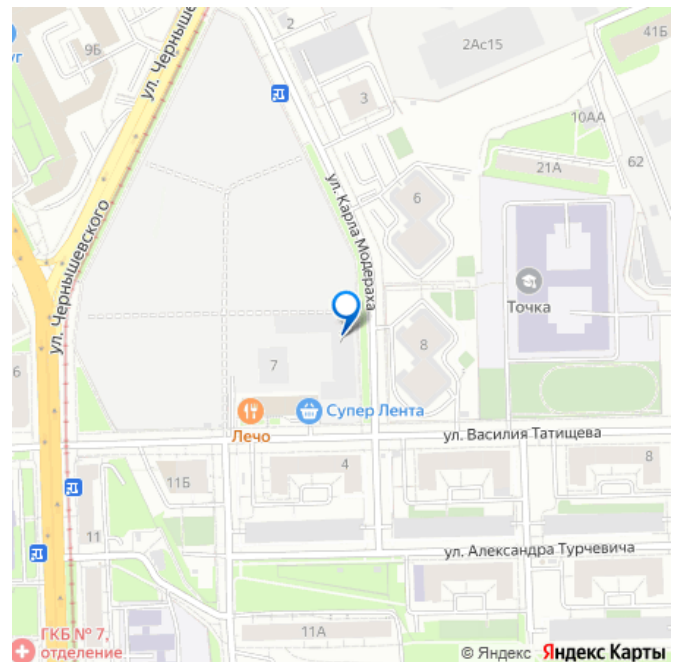 2
41Б
9Б
2Ас15
ул. Черныше
уг
3
10АА
62
21А
ул. Карла Модераха
6
ул. Чернышевского
Точка
8
7
6
Супер Лента
Лечо
ул. Василия Татищева
4
8
11Б
11
ул. Александра Турчевича
11А
ГКБ № 7,
отделение
© Яндекс Яндекс Карты